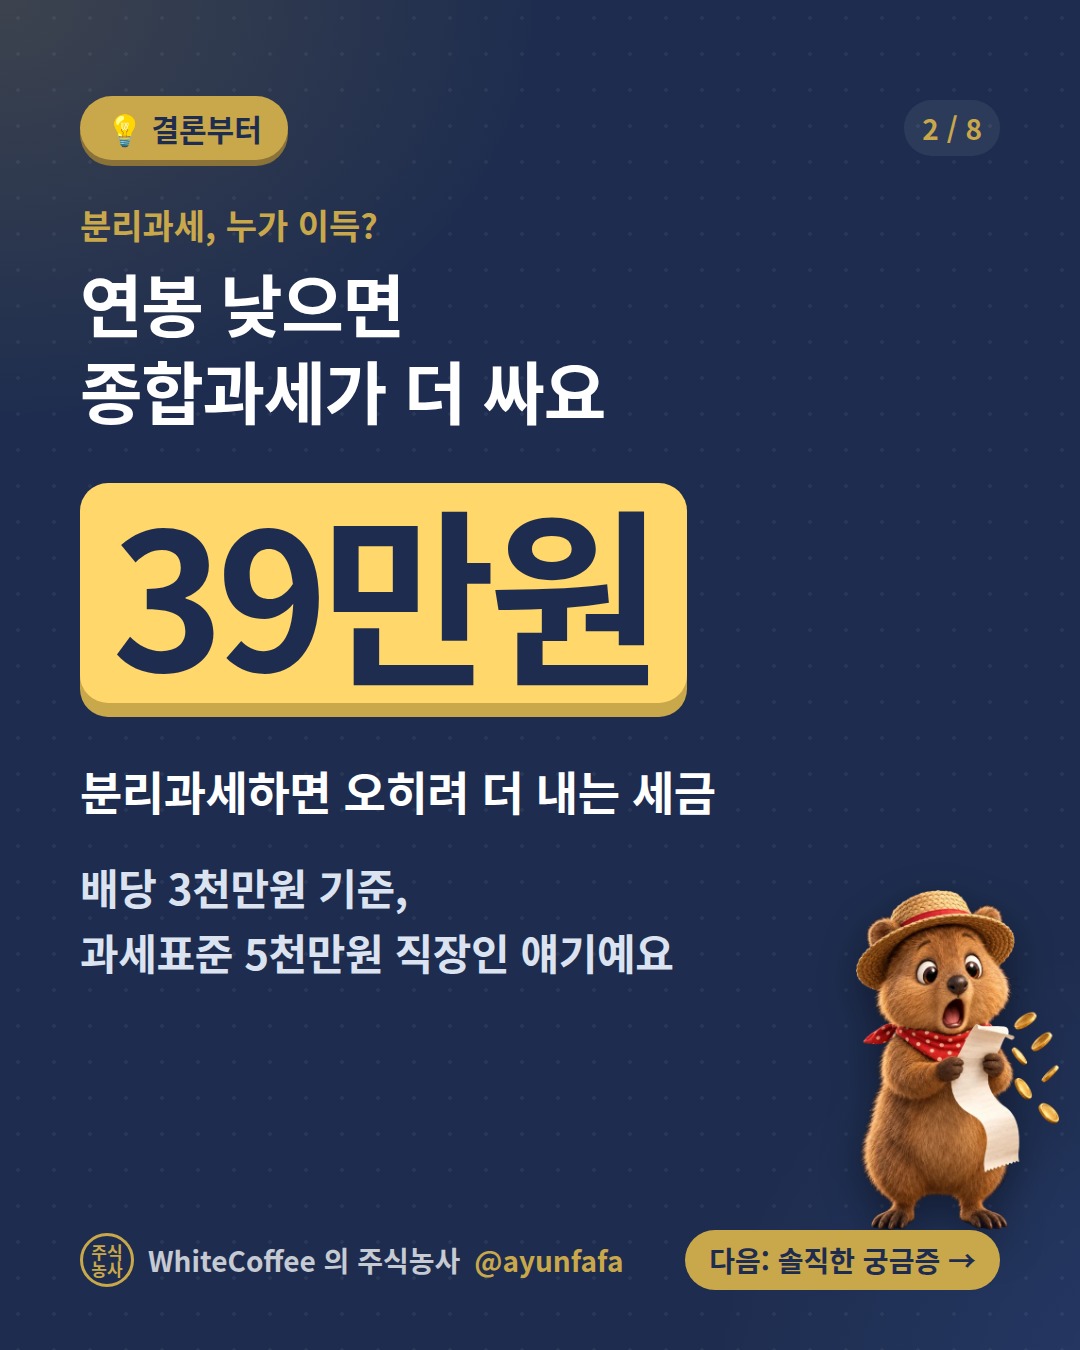 💡 결론부터
2 / 8
분리과세, 누가 이득?
연봉 낮으면
종합과세가 더 싸요
39만원
분리과세하면 오히려 더 내는 세금
배당 3천만원 기준,
과세표준 5천만원 직장인 얘기예요
주식
농사
WhiteCoffee 의 주식농사 @ayunfafa
다음: 솔직한 궁금증 →